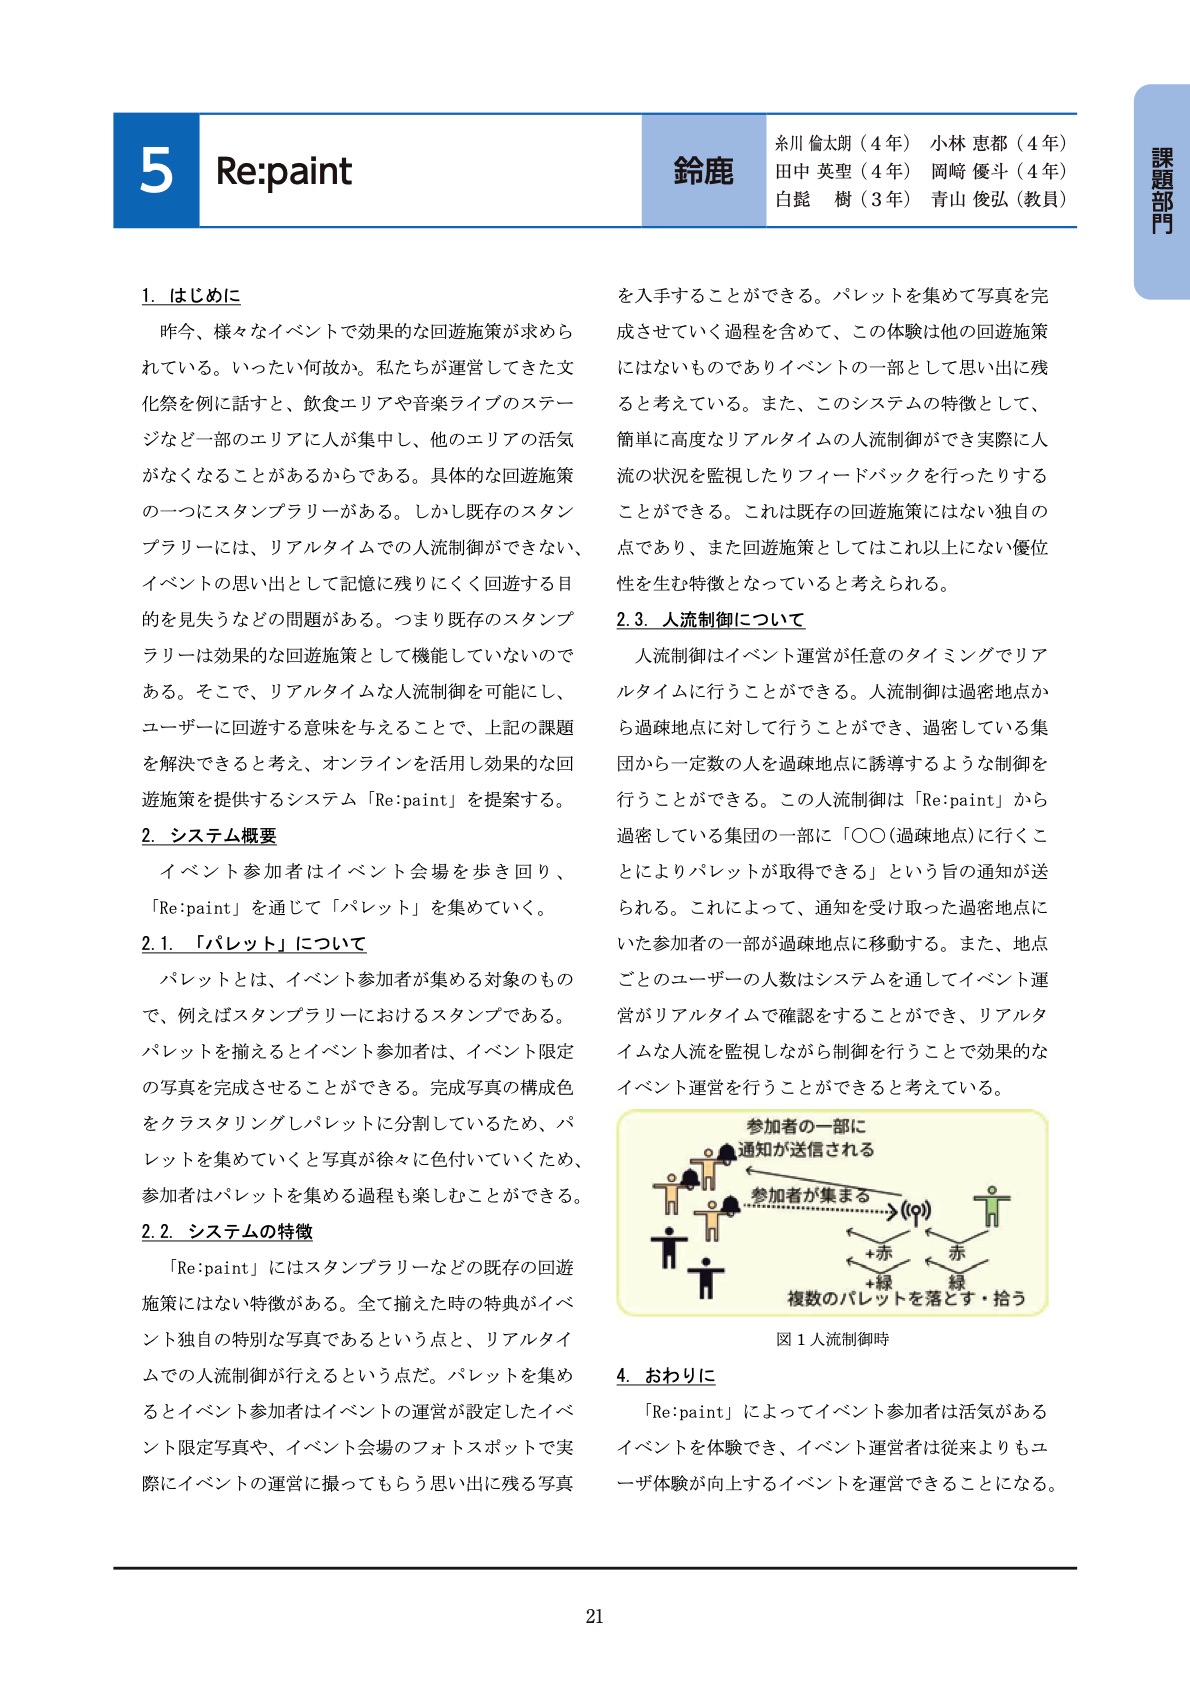 課題部門
5
Re:paint
鈴鹿
糸川 倫太朗（４年） 小林 恵都（４年）
田中 英聖（４年） 岡﨑 優斗（４年）
白髭 樹（３年） 青山 俊弘（教員）
1. はじめに
昨今、様々なイベントで効果的な回遊施策が求めら
れている。いったい何故か。私たちが運営してきた文
化祭を例に話すと、飲食エリアや音楽ライブのステー
ジなど一部のエリアに人が集中し、他のエリアの活気
がなくなることがあるからである。具体的な回遊施策
の一つにスタンプラリーがある。しかし既存のスタン
プラリーには、リアルタイムでの人流制御ができない、
イベントの思い出として記憶に残りにくく回遊する目
的を見失うなどの問題がある。つまり既存のスタンプ
ラリーは効果的な回遊施策として機能していないので
ある。そこで、リアルタイムな人流制御を可能にし、
ユーザーに回遊する意味を与えることで、上記の課題
を解決できると考え、オンラインを活用し効果的な回
遊施策を提供するシステム「Re:paint」を提案する。
2. システム概要
イベント参加者はイベント会場を歩き回り、
「Re:paint」を通じて「パレット」を集めていく。
2.1. 「パレット」について
パレットとは、イベント参加者が集める対象のもの
で、例えばスタンプラリーにおけるスタンプである。
パレットを揃えるとイベント参加者は、イベント限定
の写真を完成させることができる。完成写真の構成色
をクラスタリングしパレットに分割しているため、パ
レットを集めていくと写真が徐々に色付いていくため、
参加者はパレットを集める過程も楽しむことができる。
2.2. システムの特徴
「Re:paint」にはスタンプラリーなどの既存の回遊
施策にはない特徴がある。全て揃えた時の特典がイベ
ント独自の特別な写真であるという点と、リアルタイ
ムでの人流制御が行えるという点だ。パレットを集め
るとイベント参加者はイベントの運営が設定したイベ
ント限定写真や、イベント会場のフォトスポットで実
際にイベントの運営に撮ってもらう思い出に残る写真
を入手することができる。パレットを集めて写真を完
成させていく過程を含めて、この体験は他の回遊施策
にはないものでありイベントの一部として思い出に残
ると考えている。また、このシステムの特徴として、
簡単に高度なリアルタイムの人流制御ができ実際に人
流の状況を監視したりフィードバックを行ったりする
ことができる。これは既存の回遊施策にはない独自の
点であり、また回遊施策としてはこれ以上にない優位
性を生む特徴となっていると考えられる。
2.3. 人流制御について
人流制御はイベント運営が任意のタイミングでリア
ルタイムに行うことができる。人流制御は過密地点か
ら過疎地点に対して行うことができ、過密している集
団から一定数の人を過疎地点に誘導するような制御を
行うことができる。この人流制御は「Re:paint」から
過密している集団の一部に「〇〇(過疎地点)に行くこ
とによりパレットが取得できる」という旨の通知が送
られる。これによって、通知を受け取った過密地点に
いた参加者の一部が過疎地点に移動する。また、地点
ごとのユーザーの人数はシステムを通してイベント運
営がリアルタイムで確認をすることができ、リアルタ
イムな人流を監視しながら制御を行うことで効果的な
イベント運営を行うことができると考えている。
参加者の一部に
通知が送信される
参加者が集まる
+赤 赤
+緑 緑
複数のパレットを落とす・拾う
図 1 人流制御時
4. おわりに
「Re:paint」によってイベント参加者は活気がある
イベントを体験でき、イベント運営者は従来よりもユ
ーザ体験が向上するイベントを運営できることになる。
21